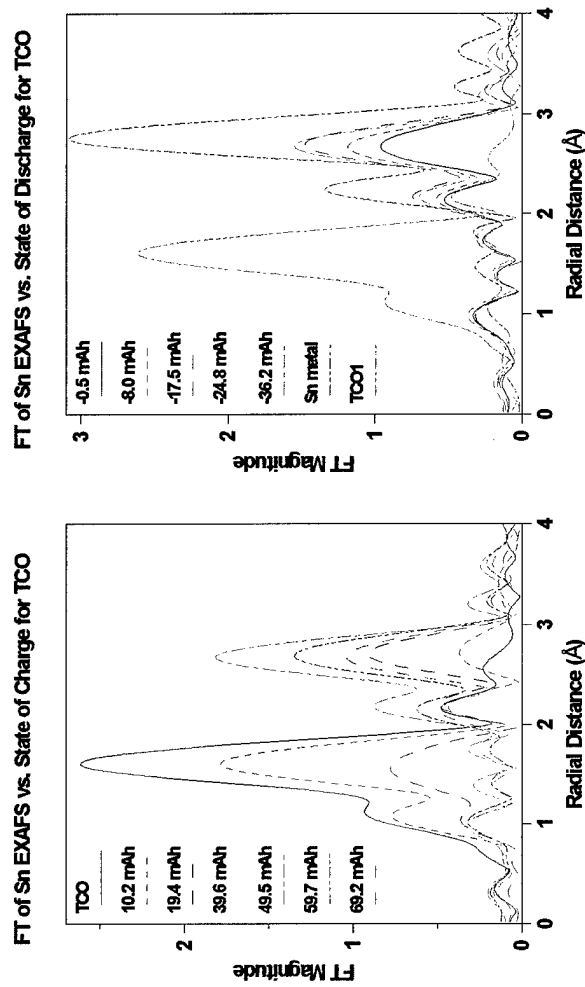 FT of Sn EXAFS vs. State of Charge for TCO
FT Magnitude
2
1
0
TCO
10.2 mAh
19.4 mAh
39.6 mAh
49.5 mAh
59.7 mAh
69.2 mAh
0
1
2
3
4
Radial Distance (Å)
FT of Sn EXAFS vs. State of Discharge for TCO
FT Magnitude
3
2
1
0
-0.5 mAh
-8.0 mAh
-17.5 mAh
-24.8 mAh
-36.2 mAh
Sn metal
TCO1
0
1
2
3
4
Radial Distance (Å)